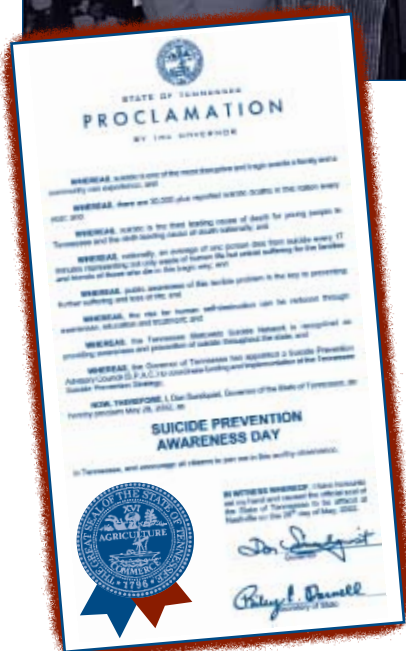 STATE OF TENNESSEE
PROCLAMATION
BY THE GOVERNOR
WHEREAS, suicide is one of the most disruptive and tragic events a family and a
community can experience; and
WHEREAS, there are 30,000 plus reported suicide deaths in this nation every
year; and
WHEREAS, suicide is the third leading cause of death for young people in
Tennessee and the ninth leading cause of death nationally; and
WHEREAS, nationally, an average of one person dies from suicide every 17
minutes representing not only waste of human life but untold suffering for the families
and friends of those who die in this tragic way; and
WHEREAS, public awareness of this terrible problem is the key to preventing
further suffering and loss of life; and
WHEREAS, the risk for human self-destruction can be reduced through
awareness, education and treatment; and
WHEREAS, the Tennessee Suicide Network is recognized as
providing awareness and prevention of suicide throughout the state; and
WHEREAS, the Governor of Tennessee has appointed a Suicide Prevention
Advisory Council (S.P.A.C.) to coordinate funding and implementation of the Tennessee
Suicide Prevention Strategy;
NOW, THEREFORE, I, Don Sundquist, Governor of the State of Tennessee, do
hereby proclaim May 28, 2002, as
SUICIDE PREVENTION
AWARENESS DAY
in Tennessee, and encourage all citizens to join me in this worthy observance.
IN WITNESS WHEREOF, I have hereunto
set my hand and caused the official seal of
the State of Tennessee to be affixed at
Nashville on this 28th day of May, 2002.
Don Sundquist
Governor
Riley C. Darnell
Secretary of State
THE GREAT SEAL OF THE STATE OF TENNESSEE
XVI
AGRICULTURE
COMMERCE
1796